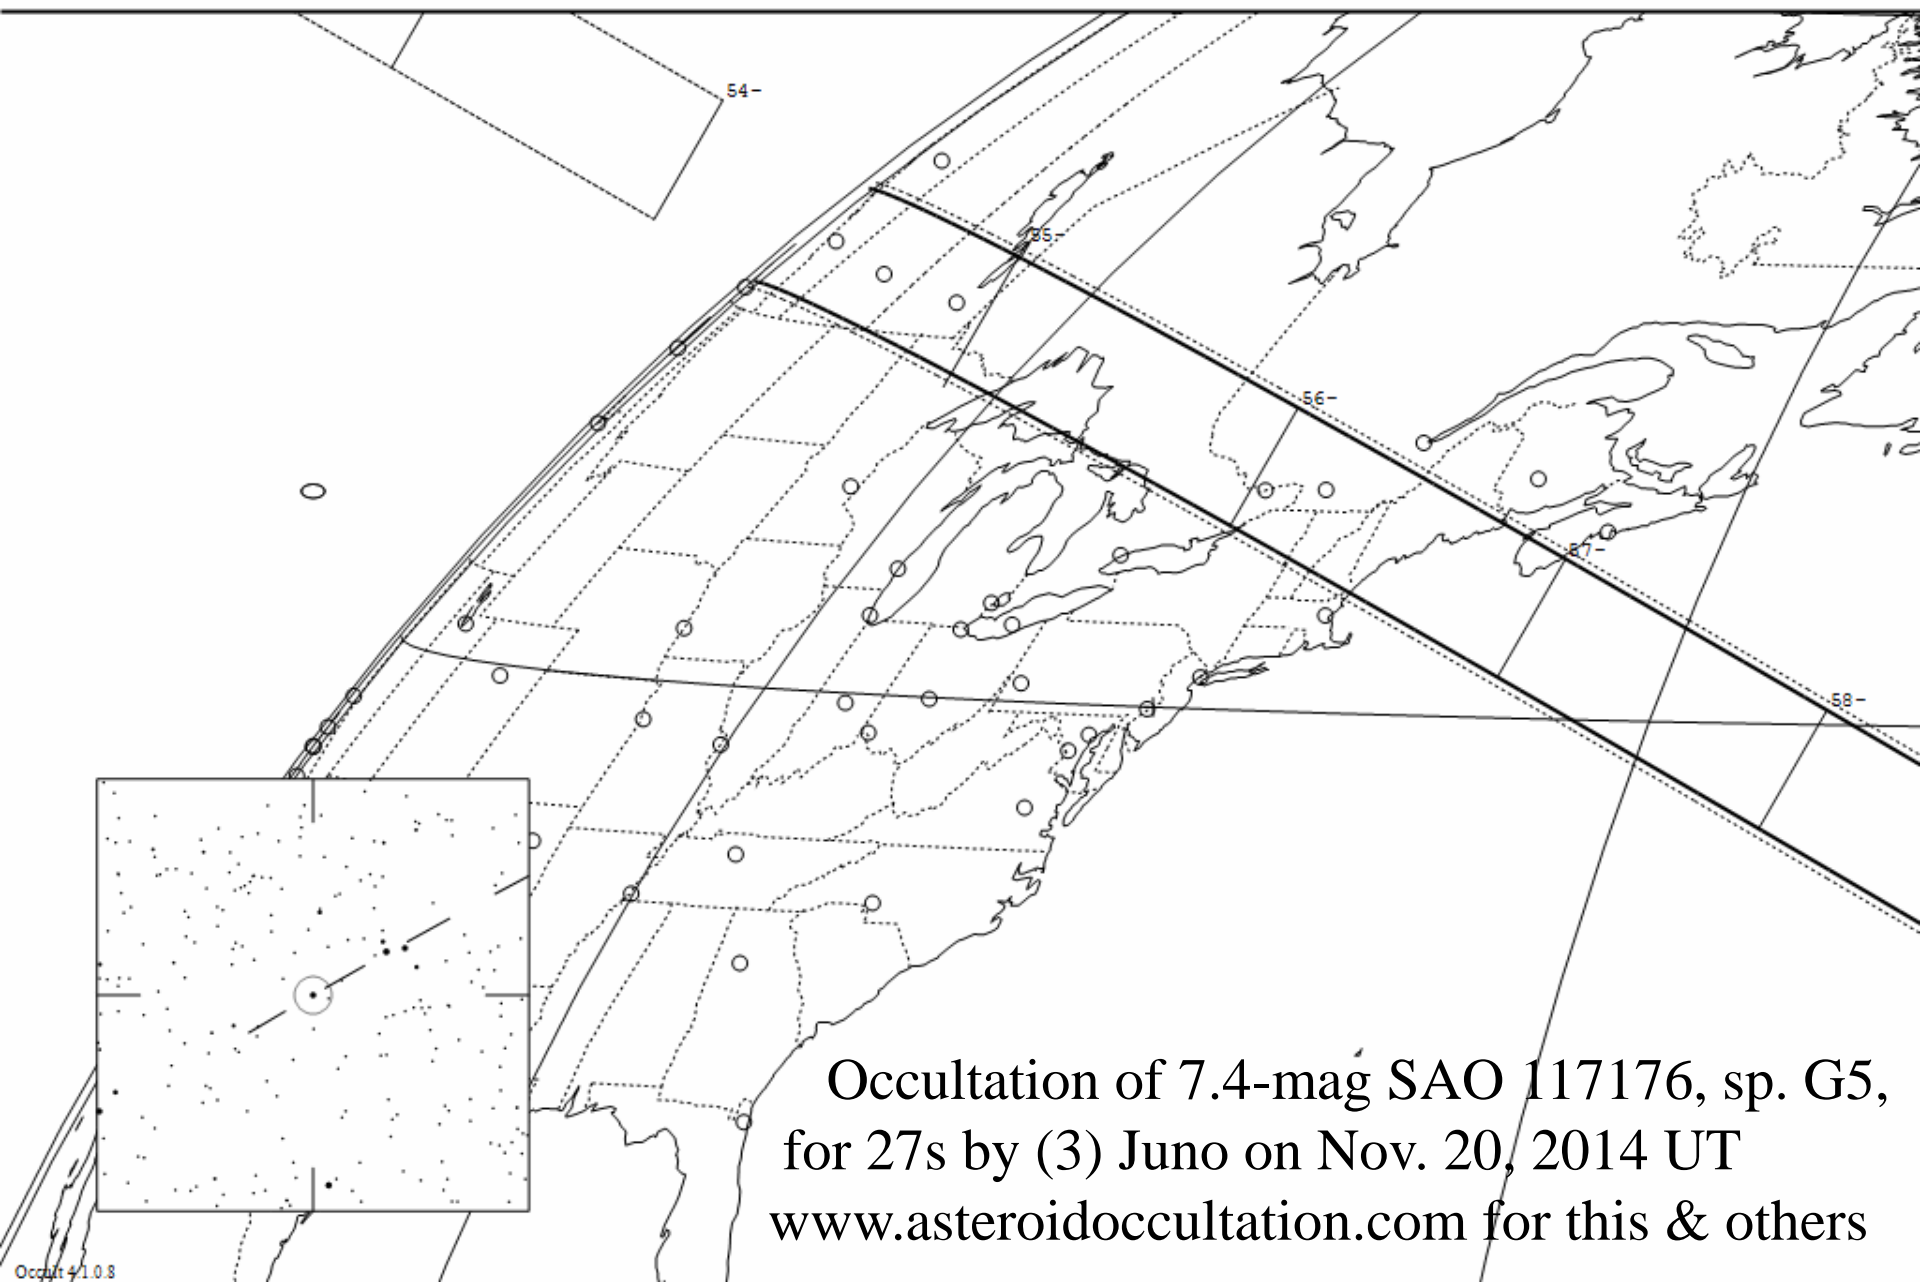 54-
55-
56-
57-
58-
Occultation of 7.4-mag SAO 117176, sp. G5,
for 27s by (3) Juno on Nov. 20, 2014 UT
www.asteroidoccultation.com for this & others
Occult 4.1.0.8